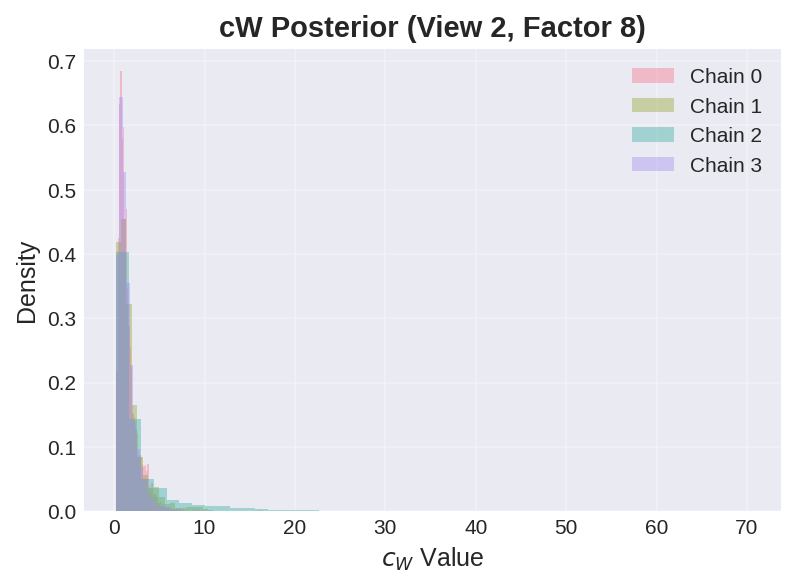 cW Posterior (View 2, Factor 8)
0.7
0.6
0.5
0.4
0.3
0.2
0.1
0.0
Density
Chain 0
Chain 1
Chain 2
Chain 3
0 10 20 30 40 50 60 70
c_W Value